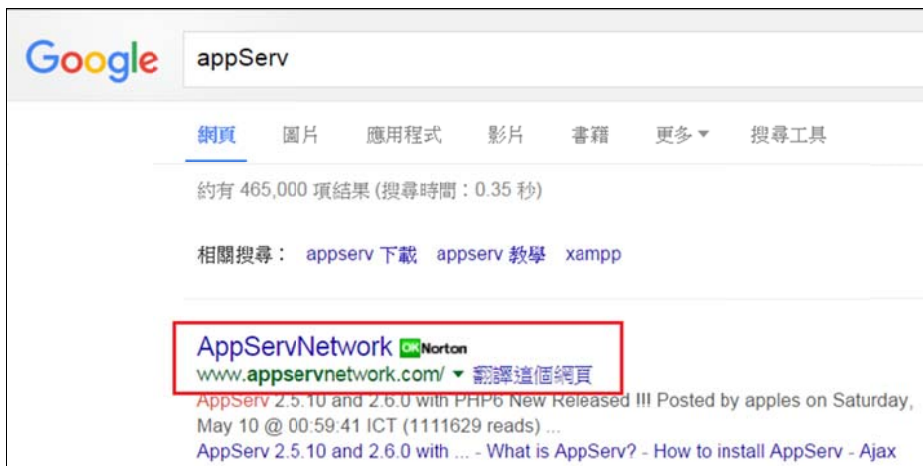 Google appServ
網頁 圖片 應用程式 影片 書籍 更多 搜尋工具
約有 465,000 項結果 (搜尋時間：0.35 秒)
相關搜尋： appserv 下載 appserv 教學 xampp
AppServNetwork OK Norton
www.appservnetwork.com/ 翻譯這個網頁
AppServ 2.5.10 and 2.6.0 with PHP6 New Released !!! Posted by apples on Saturday,
May 10 @ 00:59:41 ICT (1111629 reads) ...
AppServ 2.5.10 and 2.6.0 with ... - What is AppServ? - How to install AppServ - Ajax